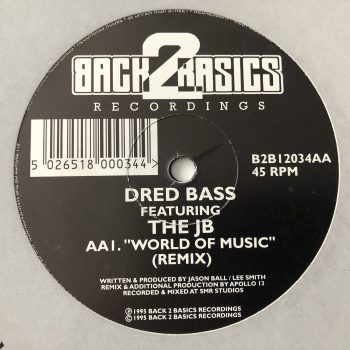 BACK 2 BASICS
RECORDINGS
5 026518 000344
B2B12034AA
45 RPM
DRED BASS
FEATURING
THE JB
AA1. "WORLD OF MUSIC"
(REMIX)
WRITTEN & PRODUCED BY JASON BALL / LEE SMITH
REMIX & ADDITIONAL PRODUCTION BY APOLLO 13
RECORDED & MIXED AT SMR STUDIOS
Ⓟ 1995 BACK 2 BASICS RECORDINGS
© 1995 BACK 2 BASICS RECORDINGS